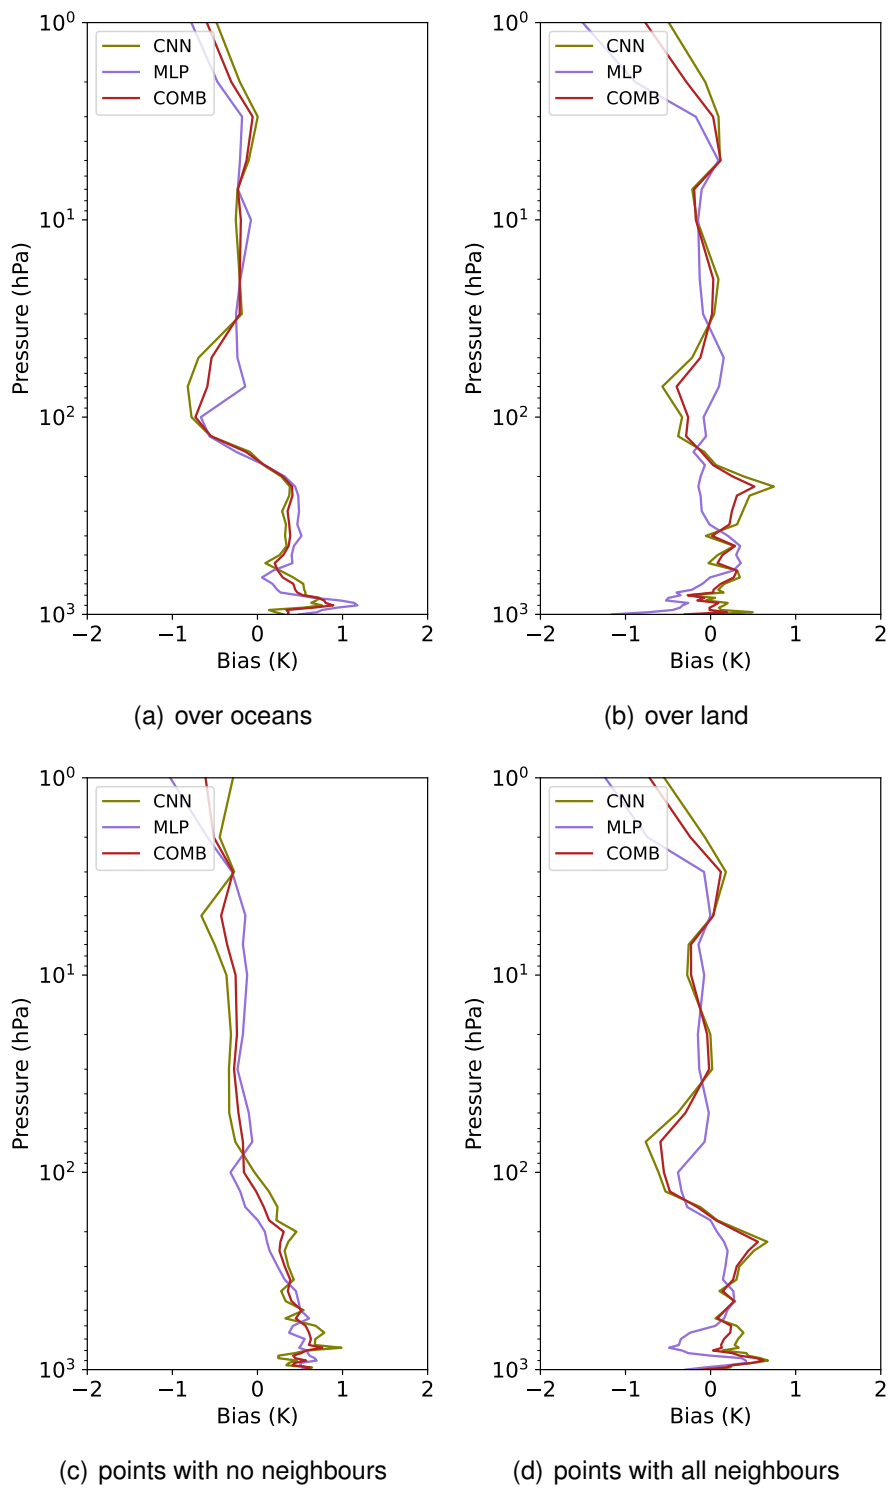 10⁰
CNN
MLP
COMB
10¹
10²
10³
Pressure (hPa)
−2 −1 0 1 2
Bias (K)
(a) over oceans
10⁰
CNN
MLP
COMB
10¹
10²
10³
Pressure (hPa)
−2 −1 0 1 2
Bias (K)
(b) over land
10⁰
CNN
MLP
COMB
10¹
10²
10³
Pressure (hPa)
−2 −1 0 1 2
Bias (K)
(c) points with no neighbours
10⁰
CNN
MLP
COMB
10¹
10²
10³
Pressure (hPa)
−2 −1 0 1 2
Bias (K)
(d) points with all neighbours